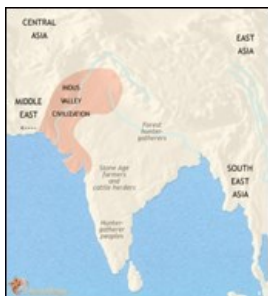 CENTRAL
ASIA
EAST
ASIA
INDUS
VALLEY
CIVILIZATION
MIDDLE
EAST
Forest
hunter-
gatherers
Stone Age
farmers
and
cattle herders
SOUTH
EAST
ASIA
Hunter-
gatherer
peoples